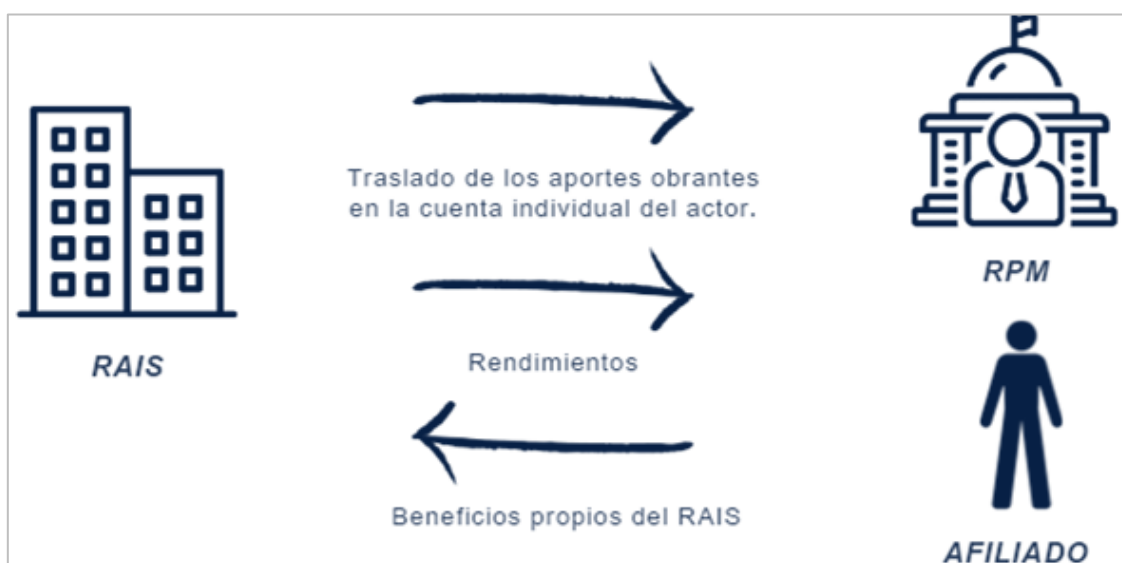 Traslado de los aportes obrantes
en la cuenta individual del actor.
RPM
RAIS
Rendimientos
Beneficios propios del RAIS
AFILIADO